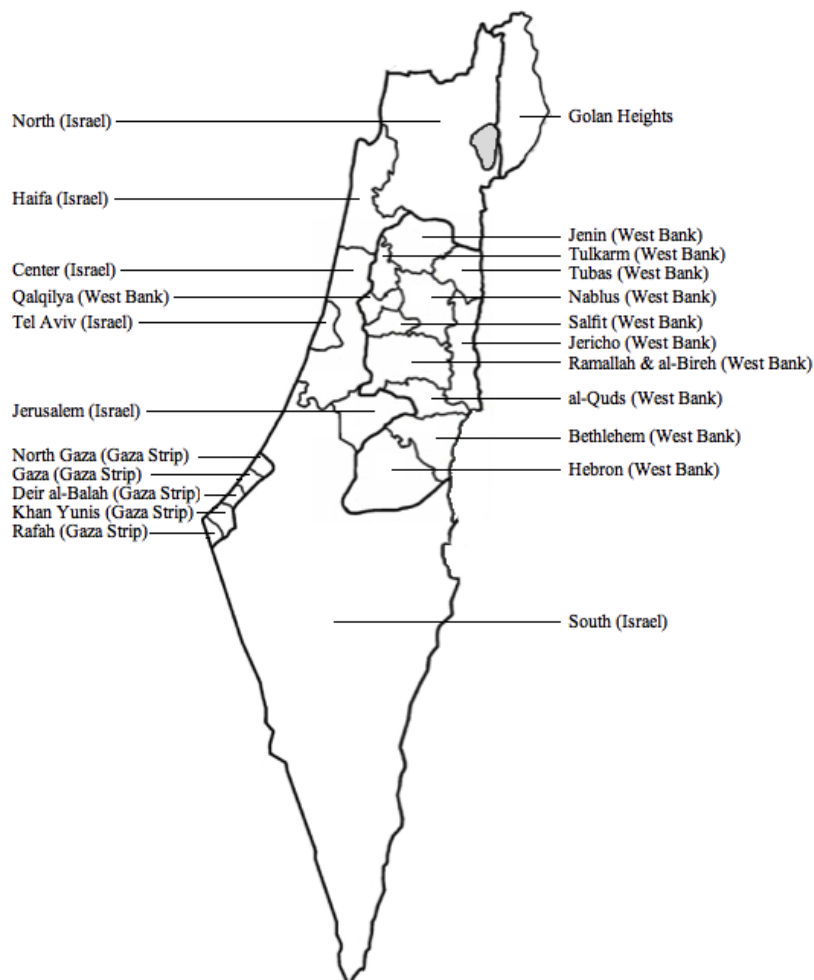 North (Israel)
Haifa (Israel)
Center (Israel)
Qalqilya (West Bank)
Tel Aviv (Israel)
Jerusalem (Israel)
North Gaza (Gaza Strip)
Gaza (Gaza Strip)
Deir al-Balah (Gaza Strip)
Khan Yunis (Gaza Strip)
Rafah (Gaza Strip)
Golan Heights
Jenin (West Bank)
Tulkarm (West Bank)
Tubas (West Bank)
Nablus (West Bank)
Salfit (West Bank)
Jericho (West Bank)
Ramallah & al-Bireh (West Bank)
al-Quds (West Bank)
Bethlehem (West Bank)
Hebron (West Bank)
South (Israel)